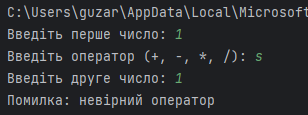 C:\Users\guzar\AppData\Local\Microsoft
Введіть перше число: 1
Введіть оператор (+, -, *, /): s
Введіть друге число: 1
Помилка: невірний оператор